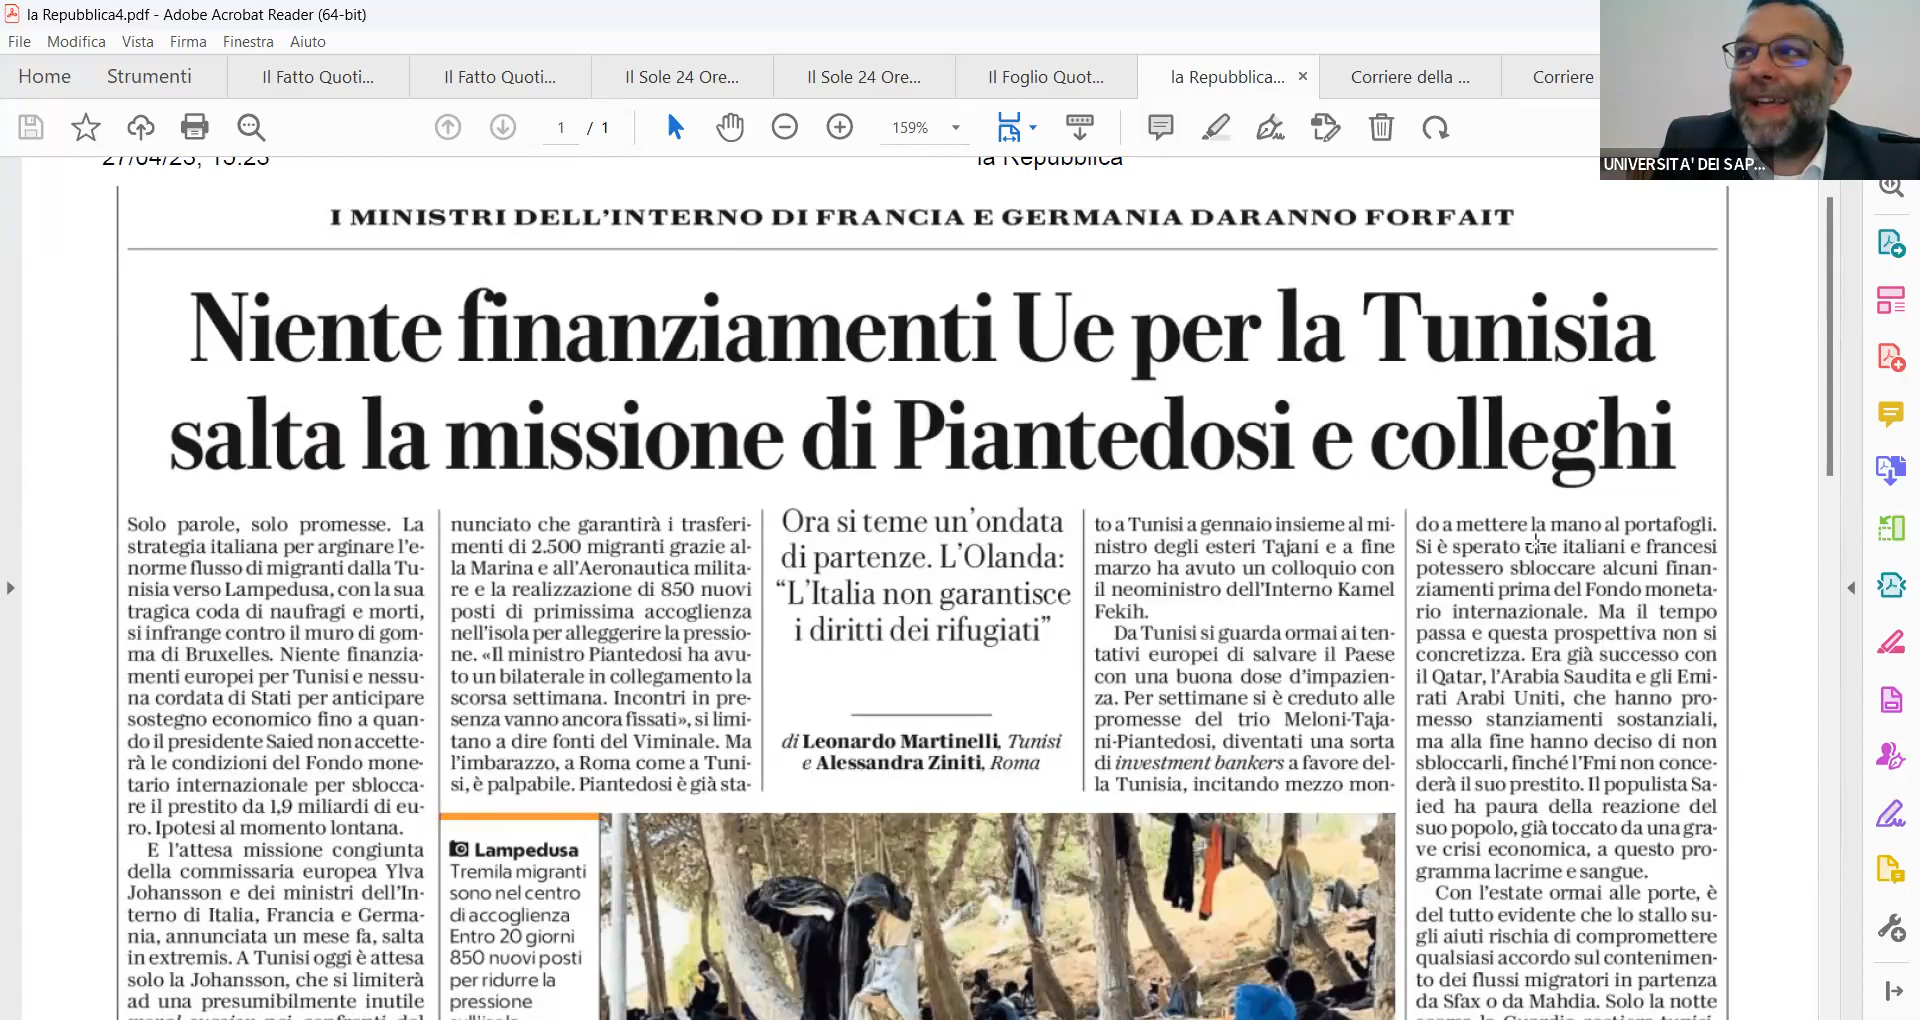 la Repubblica4.pdf - Adobe Acrobat Reader (64-bit)
File Modifica Vista Firma Finestra Aiuto
Home Strumenti Il Fatto Quoti... Il Fatto Quoti... Il Sole 24 Ore... Il Sole 24 Ore... Il Foglio Quot... la Repubblica... × Corriere della ... Corriere
1 / 1 159%
UNIVERSITA' DEI SAP...
27/04/23, 15:23 la Repubblica
I MINISTRI DELL'INTERNO DI FRANCIA E GERMANIA DARANNO FORFAIT
Niente finanziamenti Ue per la Tunisia
salta la missione di Piantedosi e colleghi
Solo parole, solo promesse. La
strategia italiana per arginare l'e-
norme flusso di migranti dalla Tu-
nisia verso Lampedusa, con la sua
tragica coda di naufragi e morti,
si infrange contro il muro di gom-
ma di Bruxelles. Niente finanzia-
menti europei per Tunisi e nessu-
na cordata di Stati per anticipare
sostegno economico fino a quan-
do il presidente Saied non accette-
rà le condizioni del Fondo mone-
tario internazionale per sblocca-
re il prestito da 1,9 miliardi di eu-
ro. Ipotesi al momento lontana.
E l'attesa missione congiunta
della commissaria europea Ylva
Johansson e dei ministri dell'In-
terno di Italia, Francia e Germa-
nia, annunciata un mese fa, salta
in extremis. A Tunisi oggi è attesa
solo la Johansson, che si limiterà
ad una presumibilmente inutile
nunciato che garantirà i trasferi-
menti di 2.500 migranti grazie al-
la Marina e all'Aeronautica milita-
re e la realizzazione di 850 nuovi
posti di primissima accoglienza
nell'isola per alleggerire la pressio-
ne. «Il ministro Piantedosi ha avu-
to un bilaterale in collegamento la
scorsa settimana. Incontri in pre-
senza vanno ancora fissati», si limi-
tano a dire fonti del Viminale. Ma
l'imbarazzo, a Roma come a Tuni-
si, è palpabile. Piantedosi è già sta-
Ora si teme un'ondata
di partenze. L'Olanda:
“L'Italia non garantisce
i diritti dei rifugiati”
di Leonardo Martinelli, Tunisi
e Alessandra Ziniti, Roma
to a Tunisi a gennaio insieme al mi-
nistro degli esteri Tajani e a fine
marzo ha avuto un colloquio con
il neoministro dell'Interno Kamel
Fekih.
Da Tunisi si guarda ormai ai ten-
tativi europei di salvare il Paese
con una buona dose d'impazien-
za. Per settimane si è creduto alle
promesse del trio Meloni-Taja-
ni-Piantedosi, diventati una sorta
di investment bankers a favore del-
la Tunisia, incitando mezzo mon-
do a mettere la mano al portafogli.
Si è sperato che italiani e francesi
potessero sbloccare alcuni finan-
ziamenti prima del Fondo moneta-
rio internazionale. Ma il tempo
passa e questa prospettiva non si
concretizza. Era già successo con
il Qatar, l'Arabia Saudita e gli Emi-
rati Arabi Uniti, che hanno pro-
messo stanziamenti sostanziali,
ma alla fine hanno deciso di non
sbloccarli, finché l'Fmi non conce-
derà il suo prestito. Il populista Sa-
ied ha paura della reazione del
suo popolo, già toccato da una gra-
ve crisi economica, a questo pro-
gramma lacrime e sangue.
Con l'estate ormai alle porte, è
del tutto evidente che lo stallo su-
gli aiuti rischia di compromettere
qualsiasi accordo sul contenimen-
to dei flussi migratori in partenza
da Sfax o da Mahdia. Solo la notte
Lampedusa
Tremila migranti
sono nel centro
di accoglienza
Entro 20 giorni
850 nuovi posti
per ridurre la
pressione